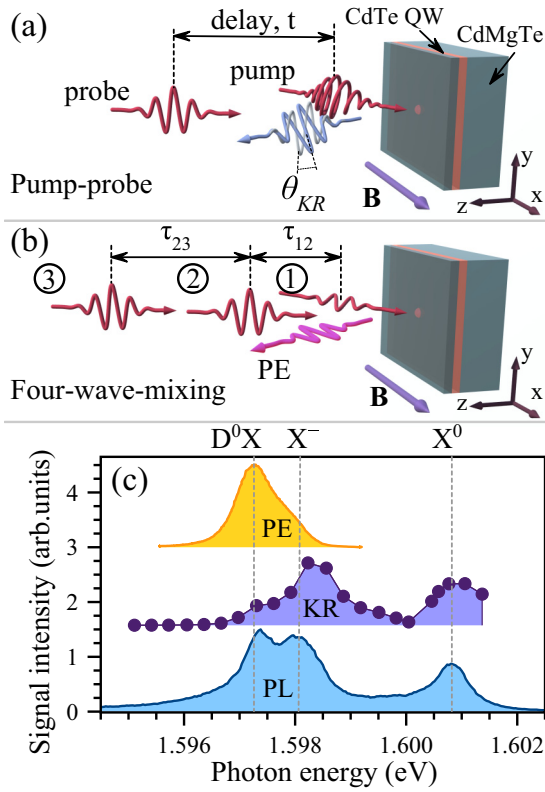 (a)
delay, t
CdTe QW
CdMgTe
probe
pump
θ_KR
Pump-probe
B
z
y
x
(b)
τ₂₃
τ₁₂
③
②
①
PE
Four-wave-mixing
B
z
y
x
D⁰X
X⁻
X⁰
(c)
Signal intensity (arb.units)
4
3
2
1
0
PE
KR
PL
1.596
1.598
1.600
1.602
Photon energy (eV)